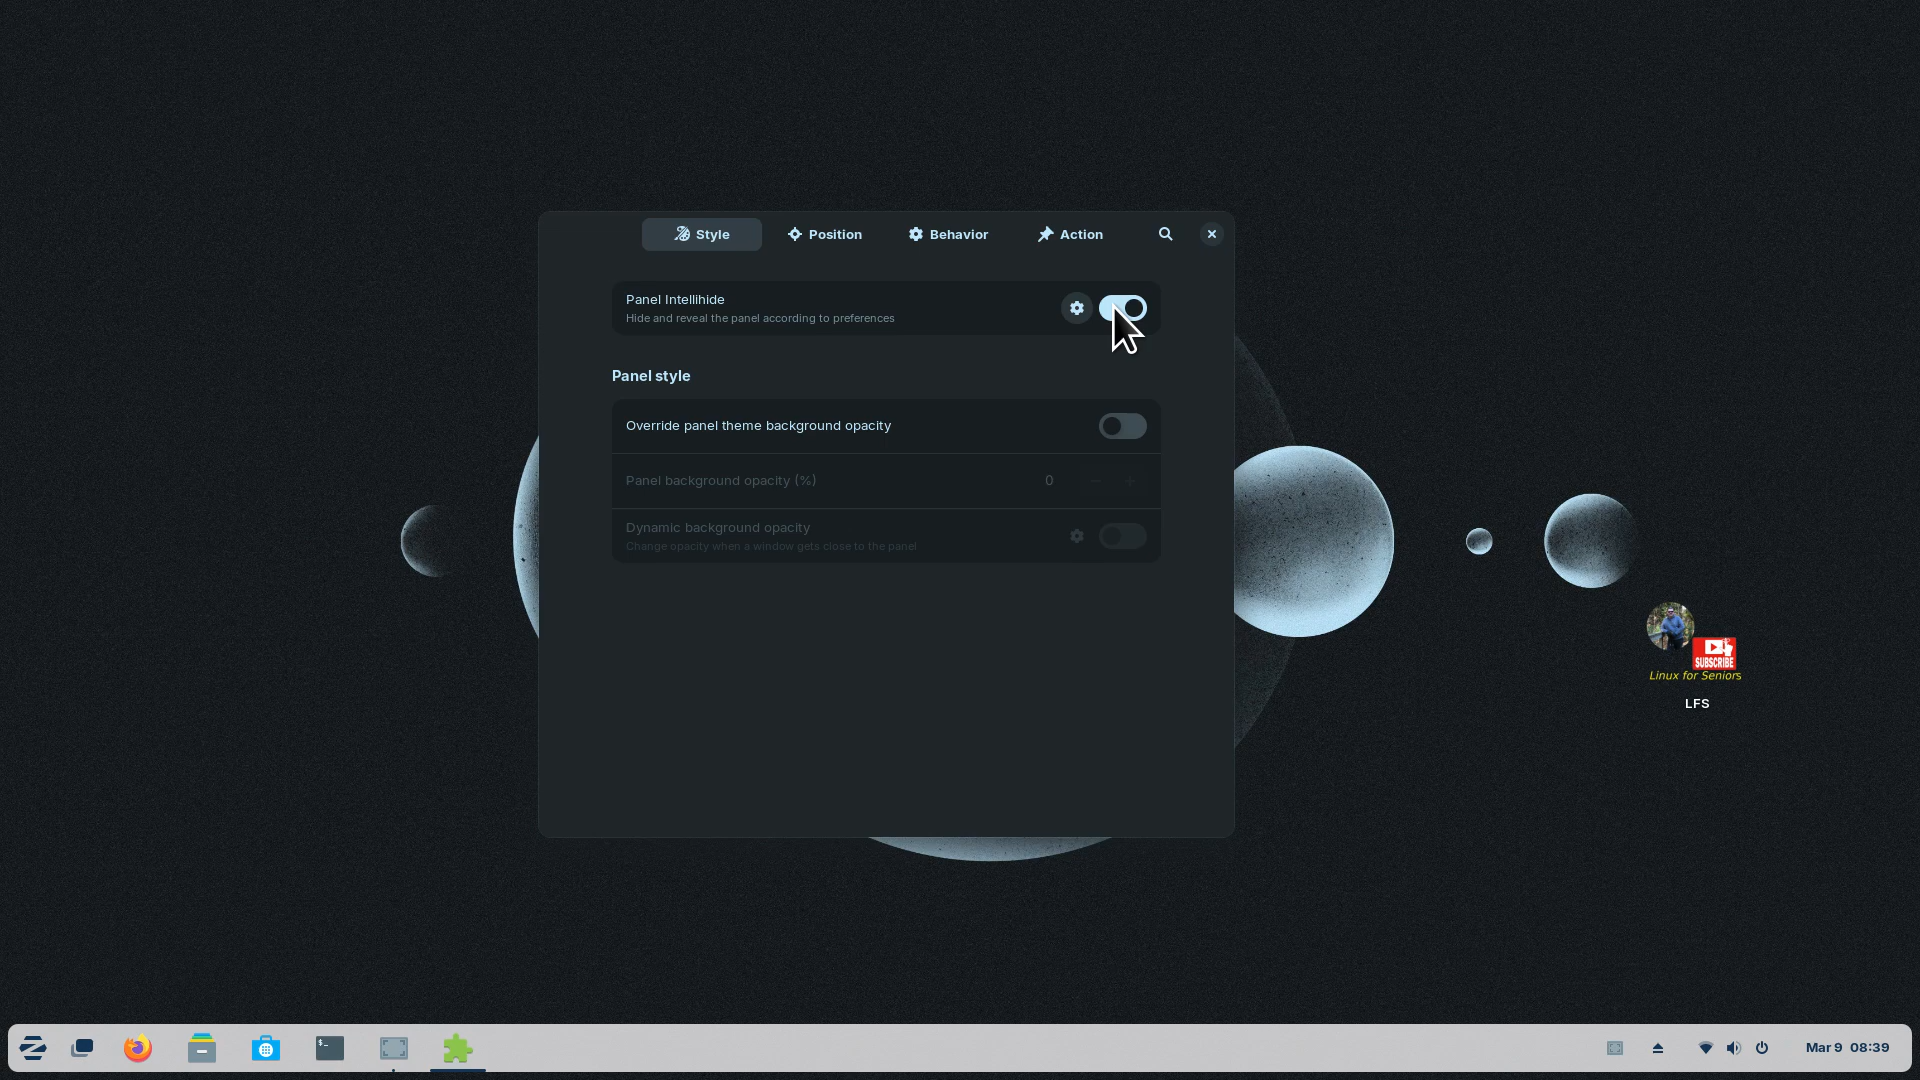 Style
Position
Behavior
Action
Panel Intellihide
Hide and reveal the panel according to preferences
Panel style
Override panel theme background opacity
Panel background opacity (%)
0
Dynamic background opacity
Change opacity when a window gets close to the panel
SUBSCRIBE
Linux for Seniors
LFS
$_
Mar 9 08:39